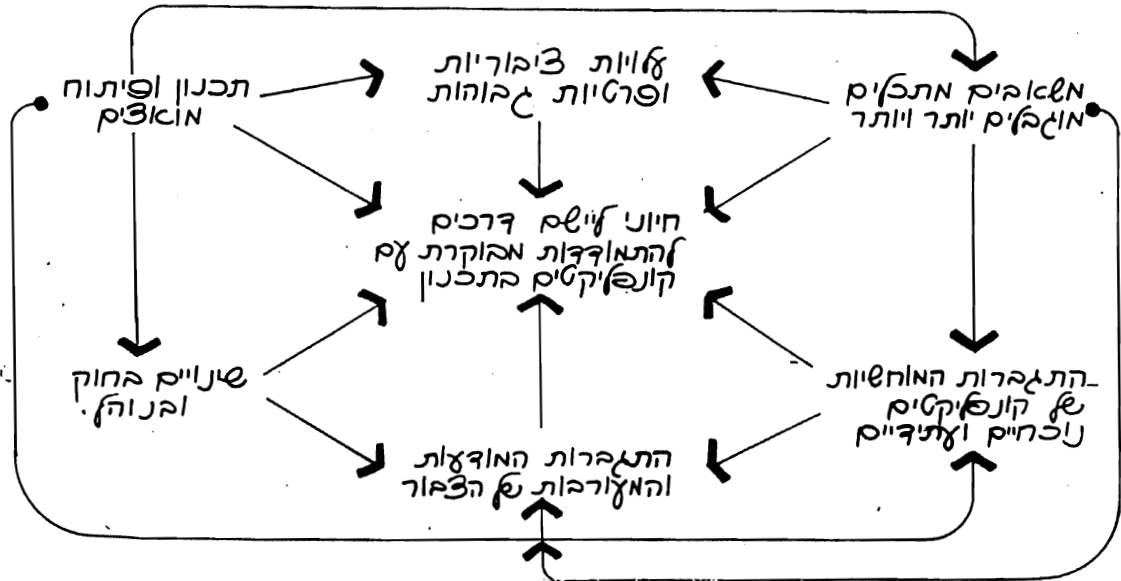 תכנון ופיתוח
מואצים
עלויות ציבוריות
ופרטיות גבוהות
משאבים מתכלים
מוגבלים יותר ויותר
חיוני ליישם דרכים
להתמודדות מבוקרת עם
קונפליקטים בתכנון
שינויים בחוק
ובנוהל.
התגברות המוחשיות
של קונפליקטים
נוכחיים ועתידיים
התגברות המודעות
והמעורבות של הצבור